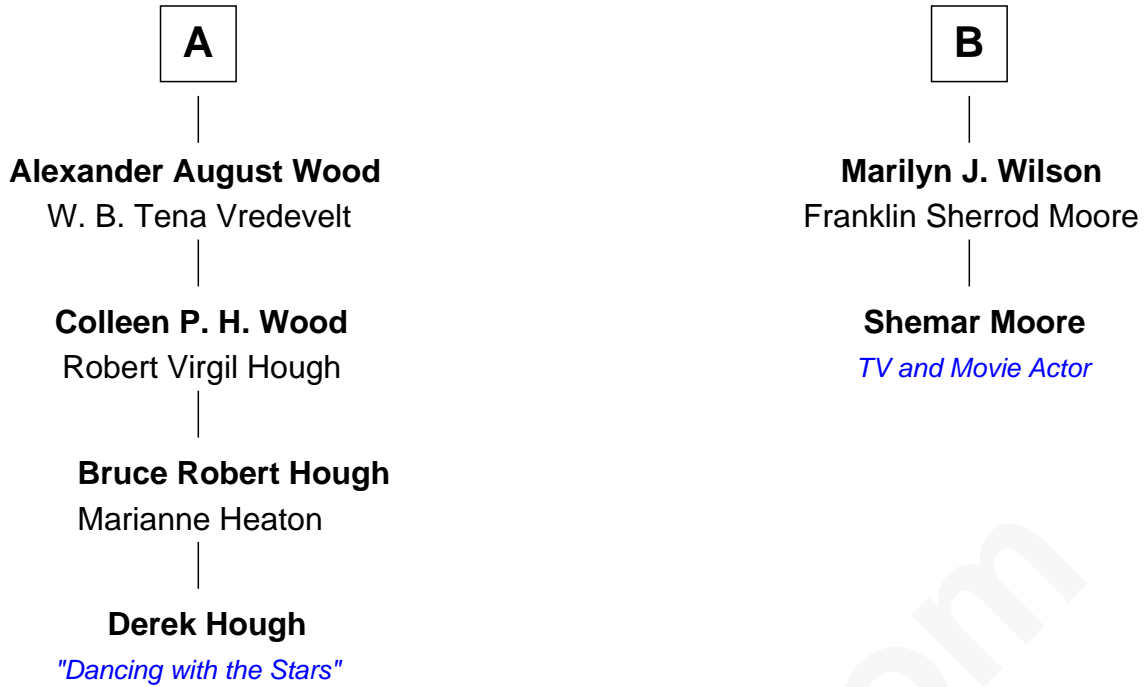 A
Alexander August Wood
W. B. Tena Vredevelt
Colleen P. H. Wood
Robert Virgil Hough
Bruce Robert Hough
Marianne Heaton
Derek Hough
"Dancing with the Stars"
B
Marilyn J. Wilson
Franklin Sherrod Moore
Shemar Moore
TV and Movie Actor
om